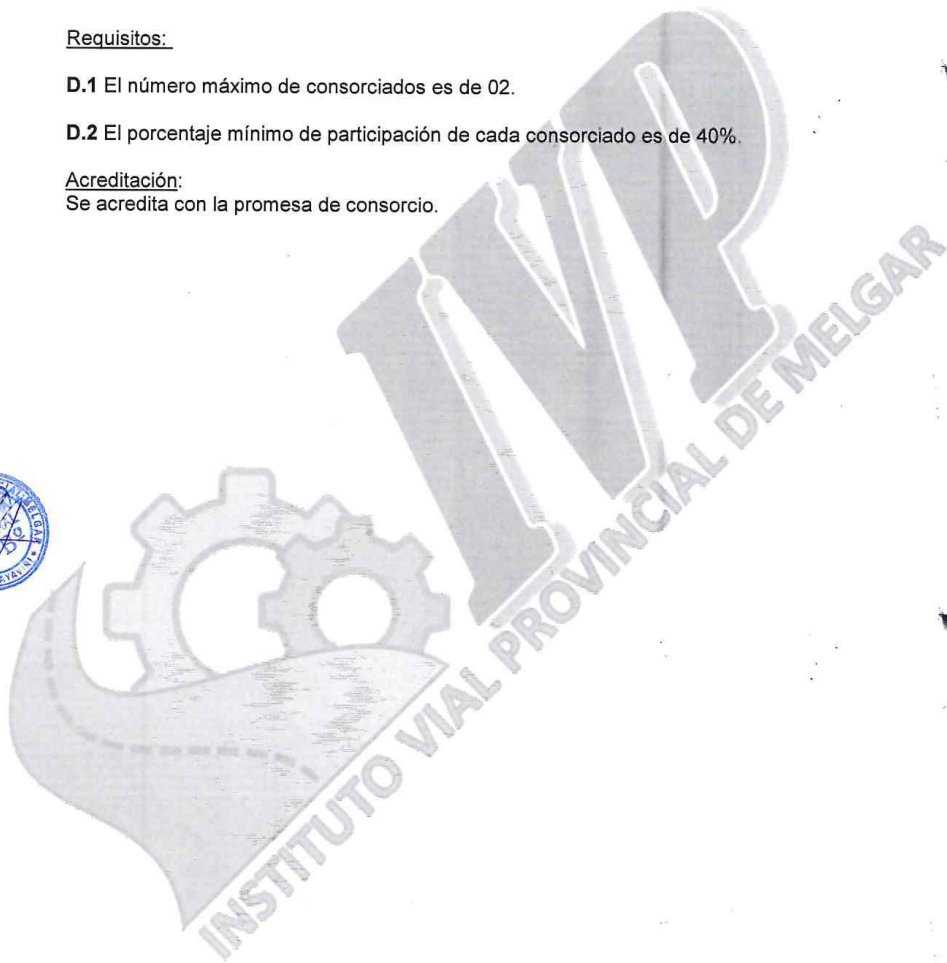 Requisitos:
D.1 El número máximo de consorciados es de 02.
D.2 El porcentaje mínimo de participación de cada consorciado es de 40%.
Acreditación:
Se acredita con la promesa de consorcio.
IVP
INSTITUTO VIAL PROVINCIAL DE MELGAR